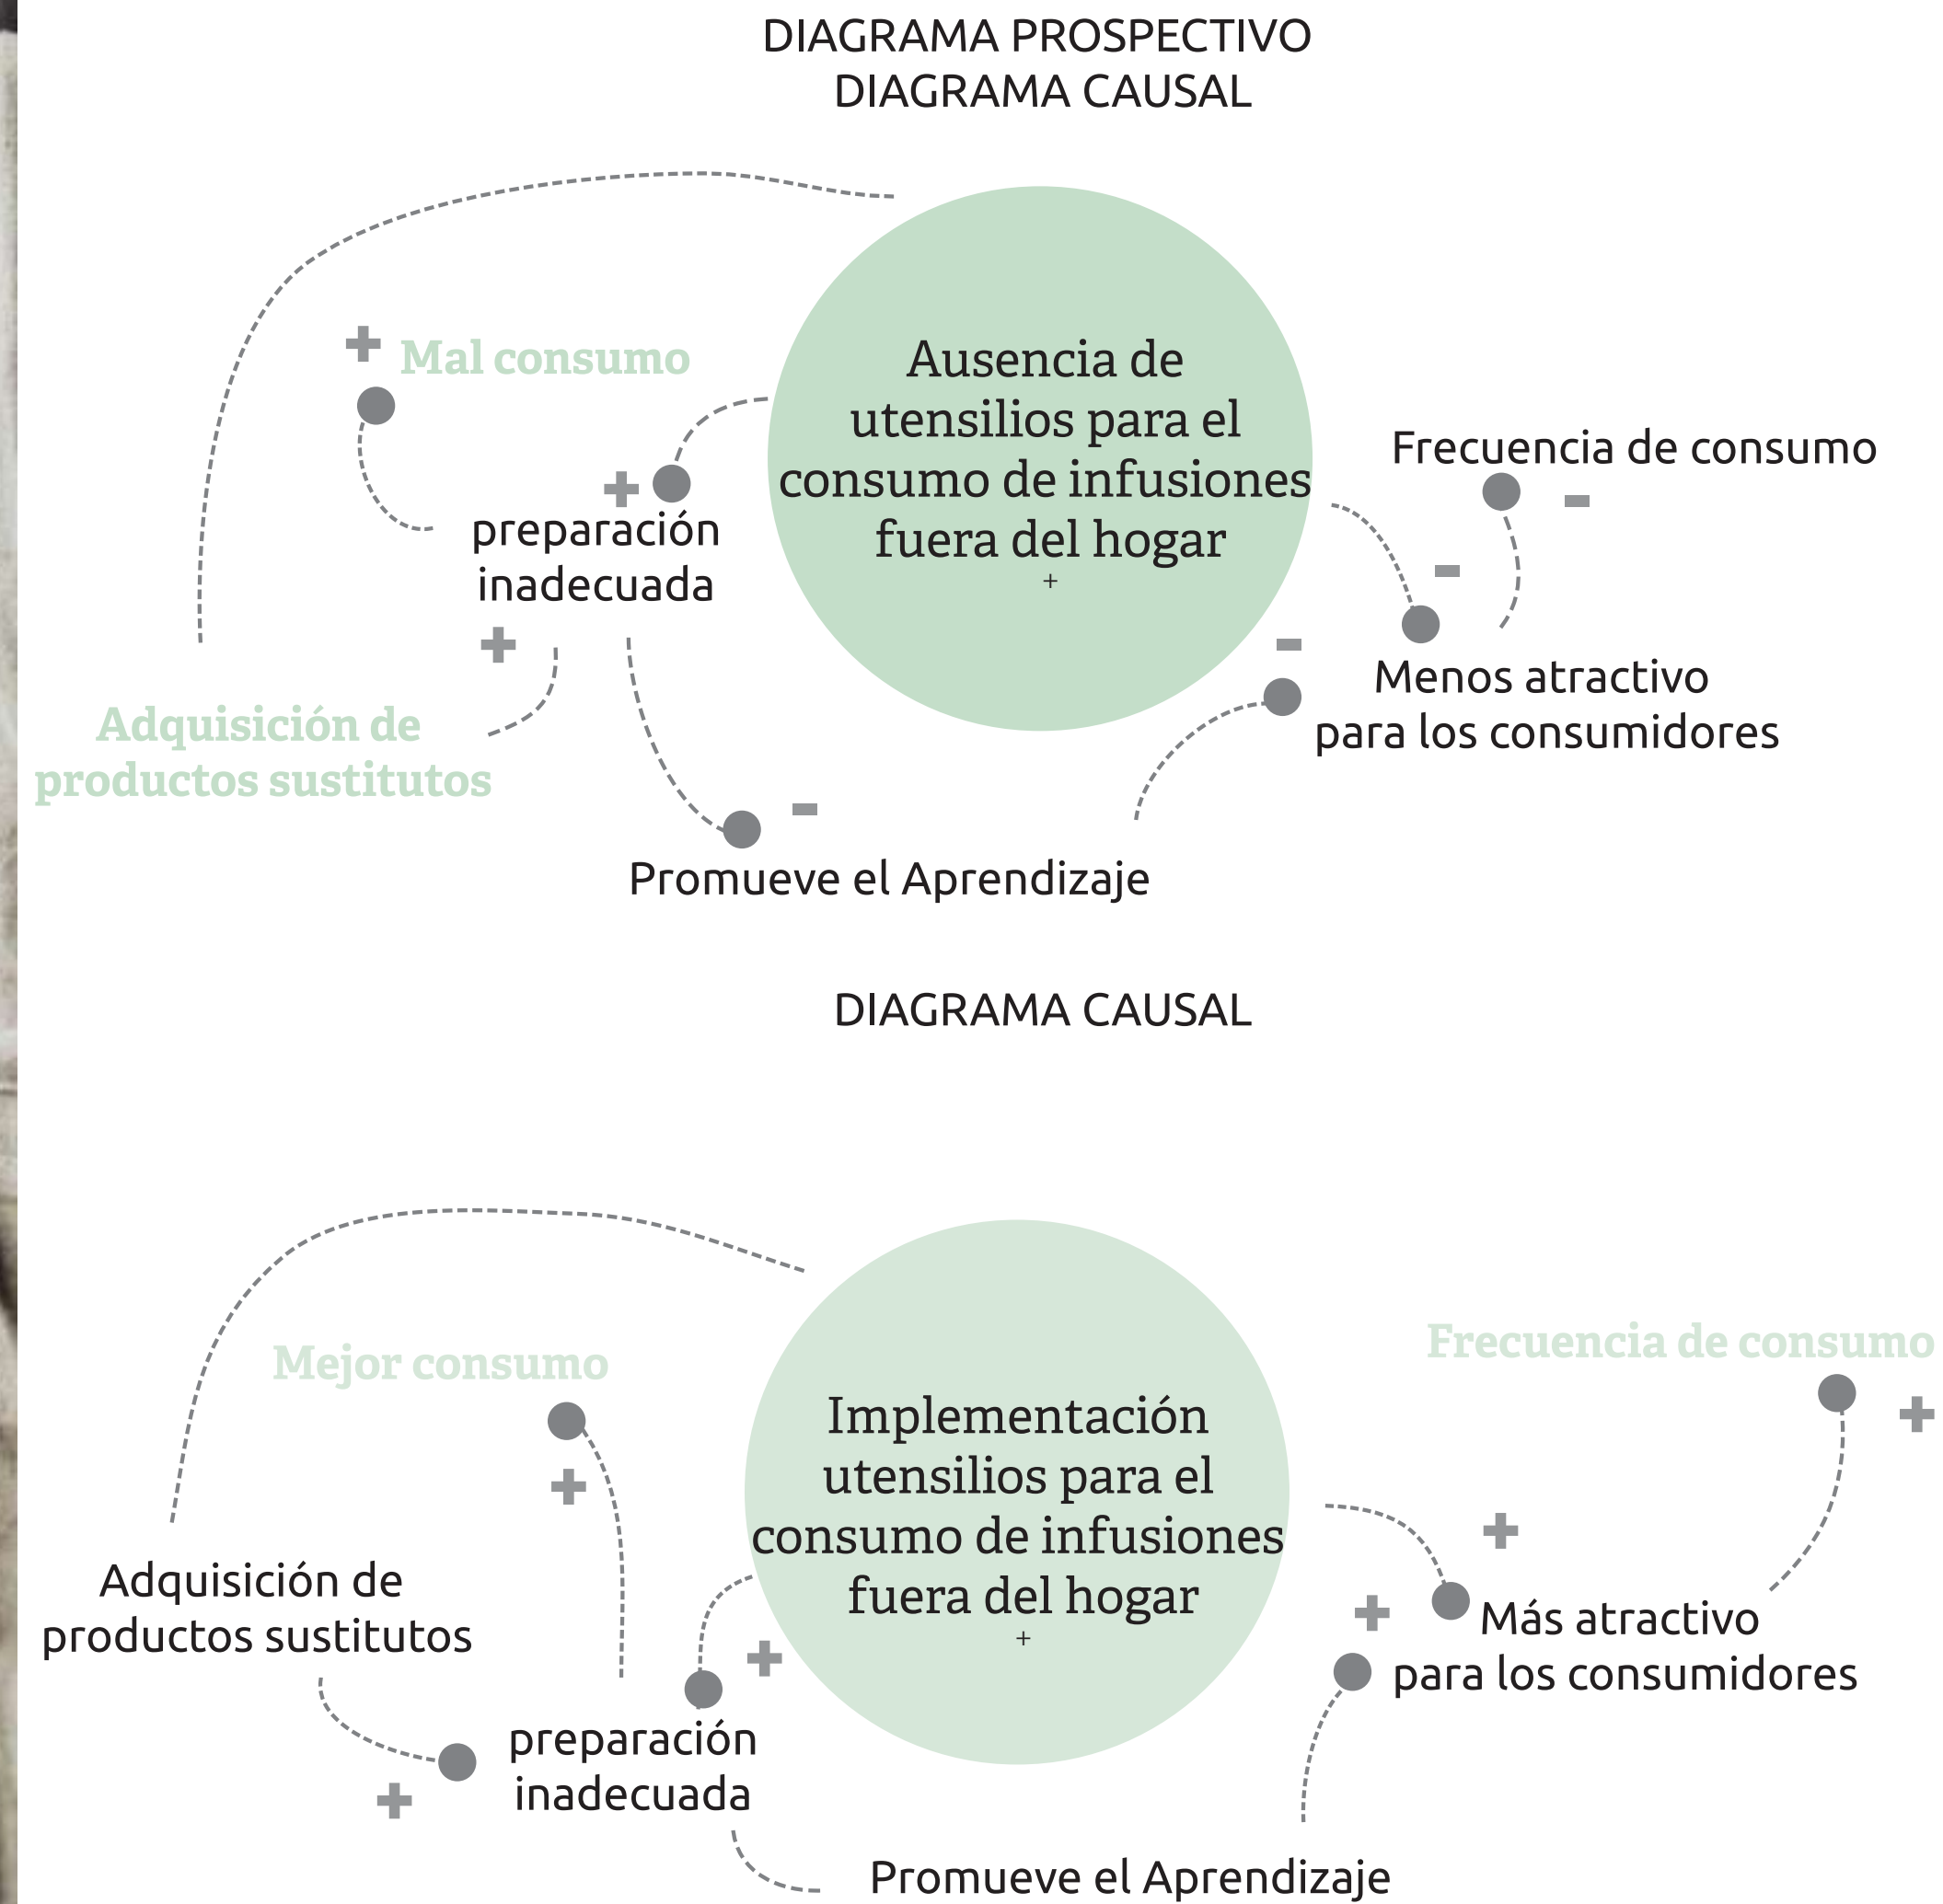 DIAGRAMA PROSPECTIVO
DIAGRAMA CAUSAL
+
Mal consumo
Ausencia de
utensilios para el
consumo de infusiones
fuera del hogar
+
Frecuencia de consumo
-
+
preparación
inadecuada
-
+
-
Menos atractivo
para los consumidores
Adquisición de
productos sustitutos
-
Promueve el Aprendizaje
DIAGRAMA CAUSAL
Mejor consumo
+
Frecuencia de consumo
+
Implementación
utensilios para el
consumo de infusiones
fuera del hogar
+
+
+
Más atractivo
para los consumidores
Adquisición de
productos sustitutos
+
preparación
inadecuada
+
Promueve el Aprendizaje